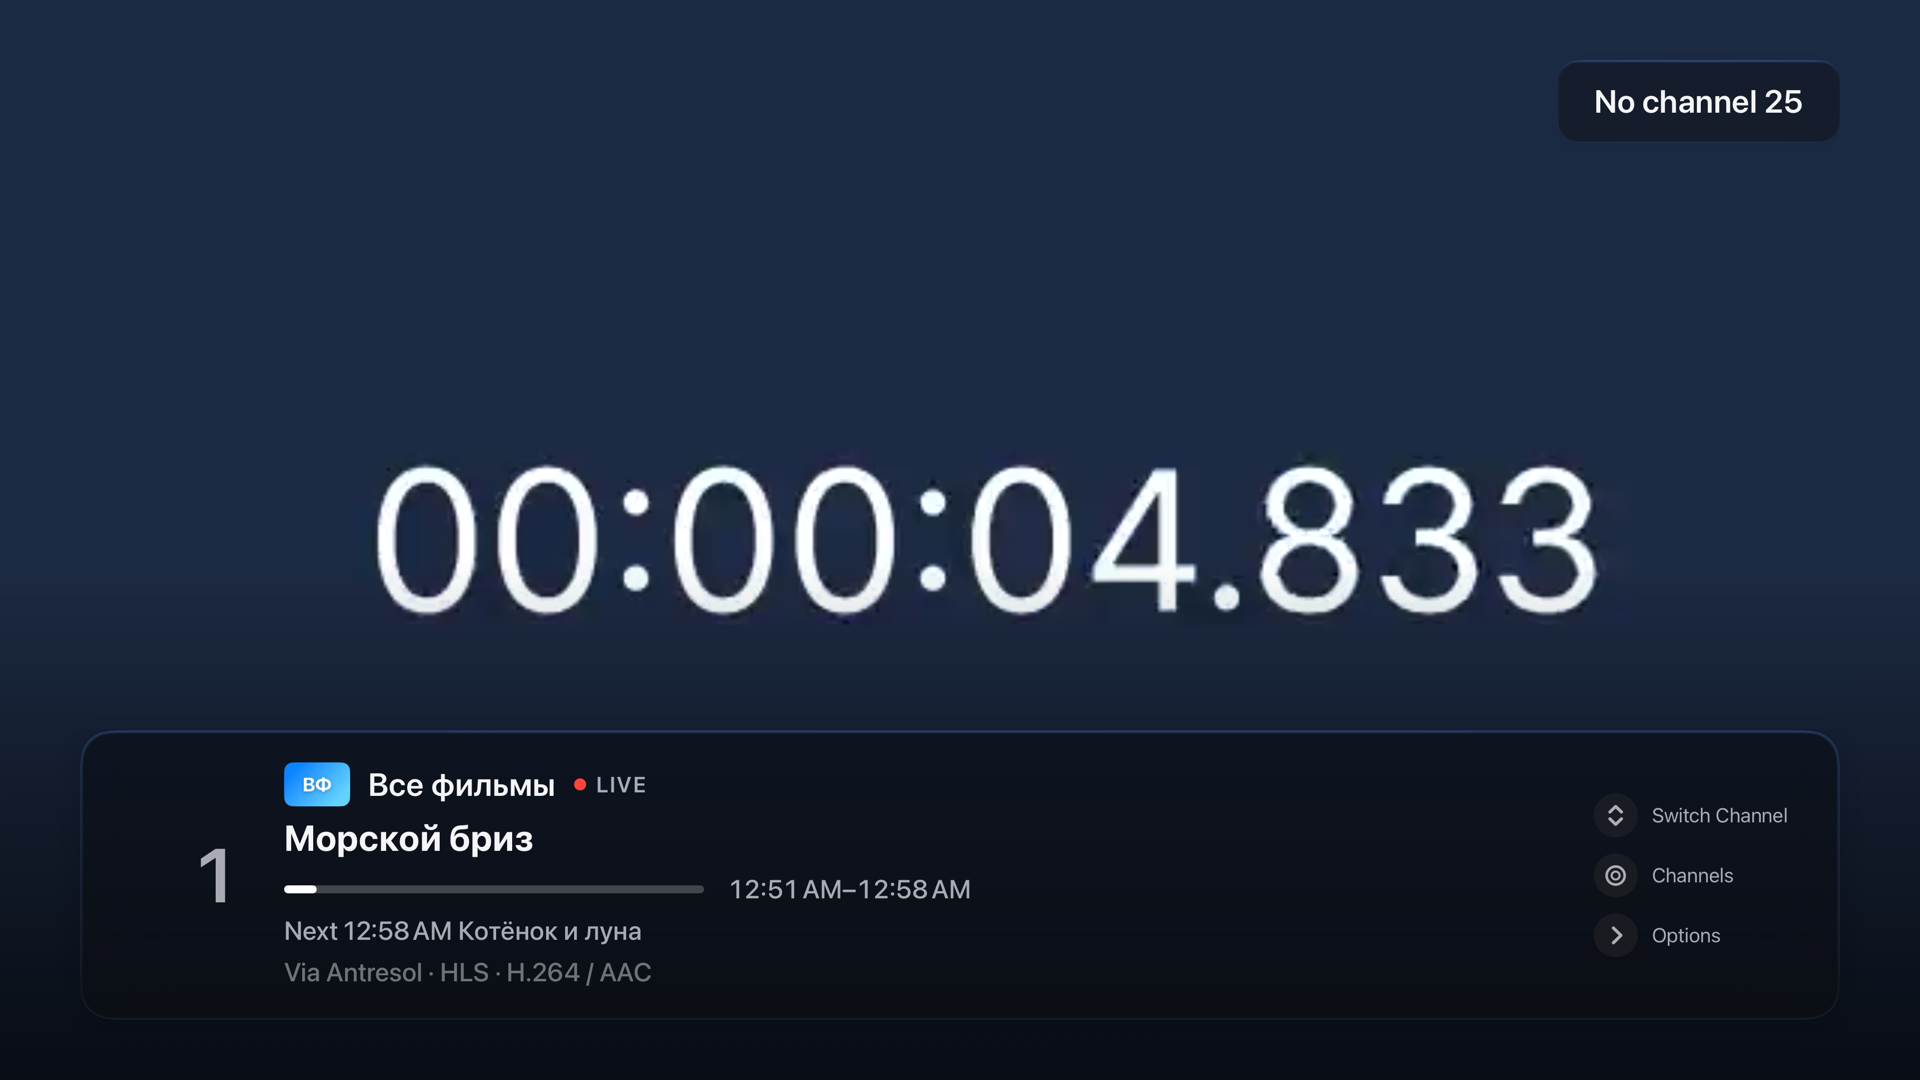 No channel 25
00:00:04.833
ВФ Все фильмы LIVE
1
Морской бриз
12:51 AM–12:58 AM
Next 12:58 AM Котёнок и луна
Via Antresol · HLS · H.264 / AAC
Switch Channel
Channels
Options